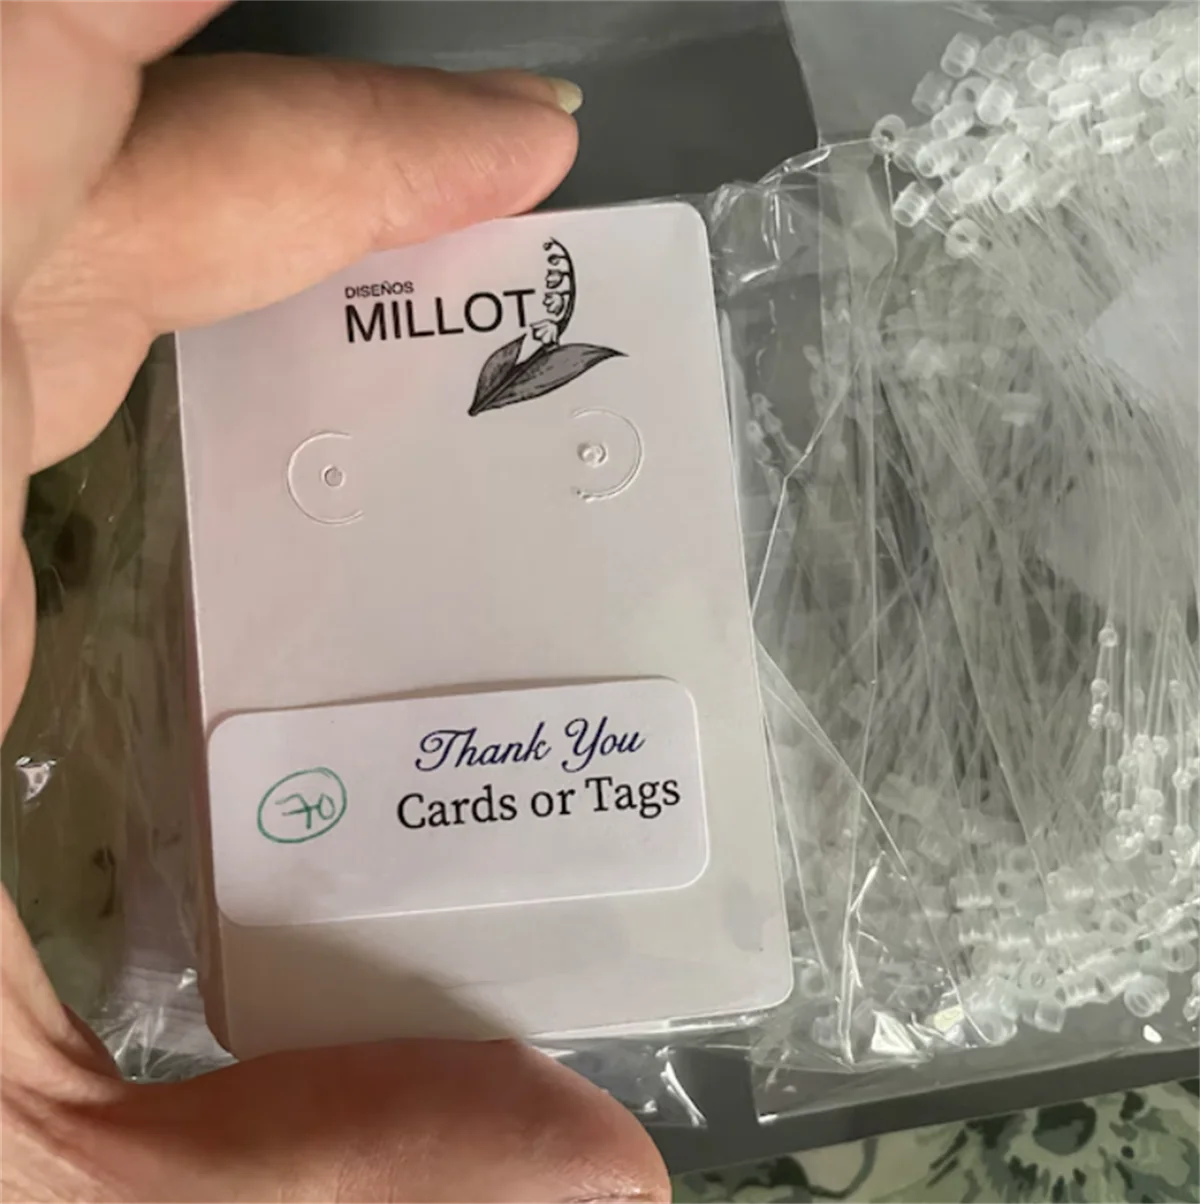 DISEÑOS
MILLOT
Thank You
70
Cards or Tags